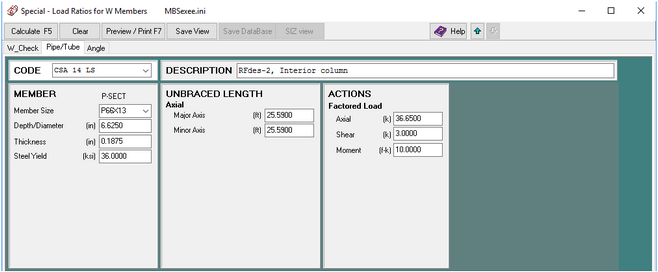 Special - Load Ratios for W Members MBSexee.ini
Calculate F5 Clear Preview / Print F7 Save View Save DataBase SIZ view Help
W_Check Pipe/Tube Angle
CODE CSA 14 LS DESCRIPTION RFdes-2, Interior column
MEMBER P-SECT
Member Size P66X13
Depth/Diameter (in) 6.6250
Thickness (in) 0.1875
Steel Yield (ksi) 36.0000
UNBRACED LENGTH
Axial
Major Axis (ft) 25.5900
Minor Axis (ft) 25.5900
ACTIONS
Factored Load
Axial (k) 36.6500
Shear (k) 3.0000
Moment (f-k) 10.0000